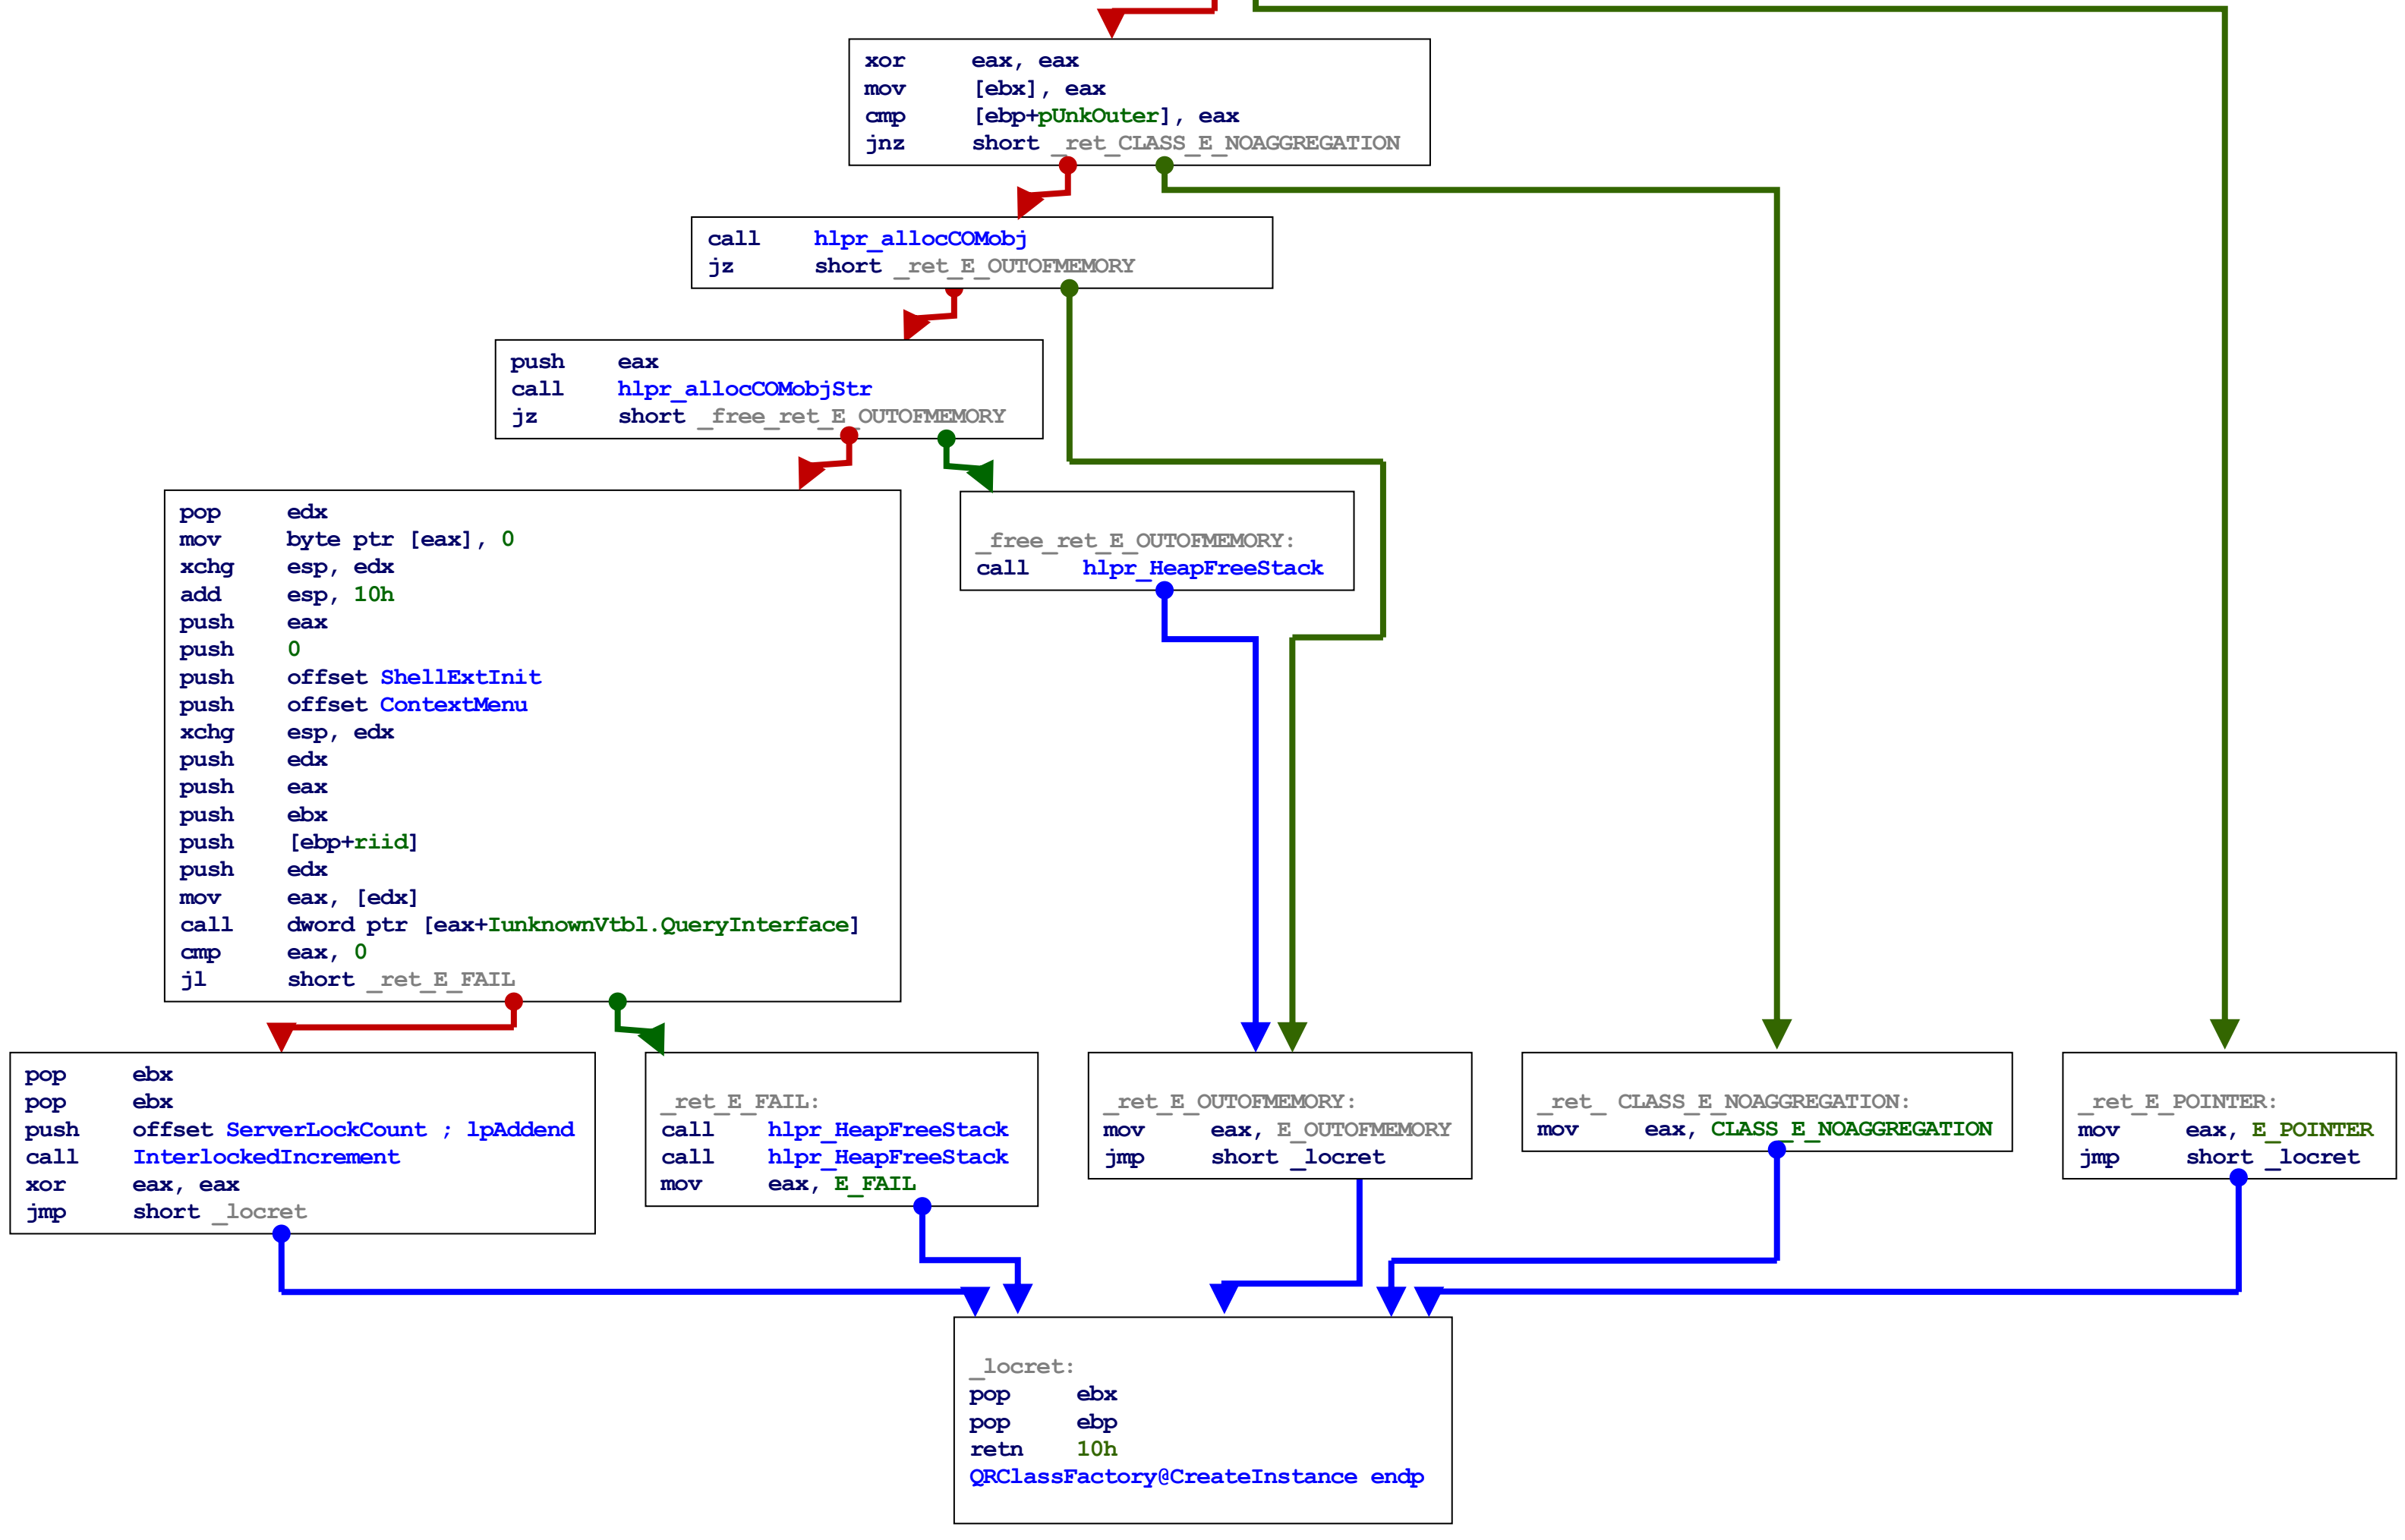 xor eax, eax
mov [ebx], eax
cmp [ebp+pUnkOuter], eax
jnz short _ret_CLASS_E_NOAGGREGATION
call hlpr_allocCOMobj
jz short _ret_E_OUTOFMEMORY
push eax
call hlpr_allocCOMobjStr
jz short _free_ret_E_OUTOFMEMORY
pop edx
mov byte ptr [eax], 0
xchg esp, edx
add esp, 10h
push eax
push 0
push offset ShellExtInit
push offset ContextMenu
xchg esp, edx
push edx
push eax
push ebx
push [ebp+riid]
push edx
mov eax, [edx]
call dword ptr [eax+IunknownVtbl.QueryInterface]
cmp eax, 0
jl short _ret_E_FAIL
_free_ret_E_OUTOFMEMORY:
call hlpr_HeapFreeStack
pop ebx
pop ebx
push offset ServerLockCount ; lpAddend
call InterlockedIncrement
xor eax, eax
jmp short _locret
_ret_E_FAIL:
call hlpr_HeapFreeStack
call hlpr_HeapFreeStack
mov eax, E_FAIL
_ret_E_OUTOFMEMORY:
mov eax, E_OUTOFMEMORY
jmp short _locret
_ret_ CLASS_E_NOAGGREGATION:
mov eax, CLASS_E_NOAGGREGATION
_ret_E_POINTER:
mov eax, E_POINTER
jmp short _locret
_locret:
pop ebx
pop ebp
retn 10h
QRClassFactory@CreateInstance endp